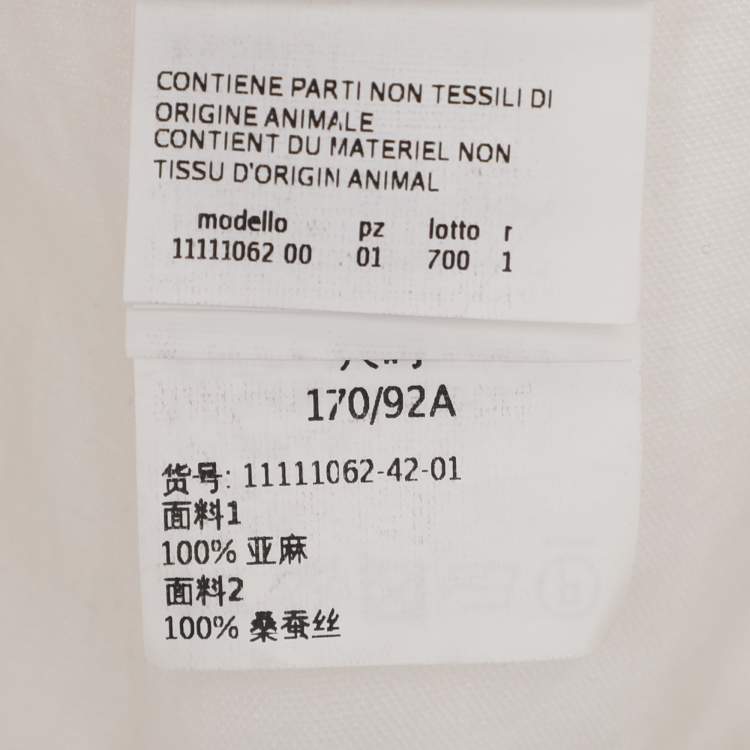 CONTIENE PARTI NON TESSILI DI
ORIGINE ANIMALE
CONTIENT DU MATERIEL NON
TISSU D'ORIGIN ANIMAL
modello pz lotto r
11111062 00 01 700 1
170/92A
货号: 11111062-42-01
面料1
100% 亚麻
面料2
100% 桑蚕丝